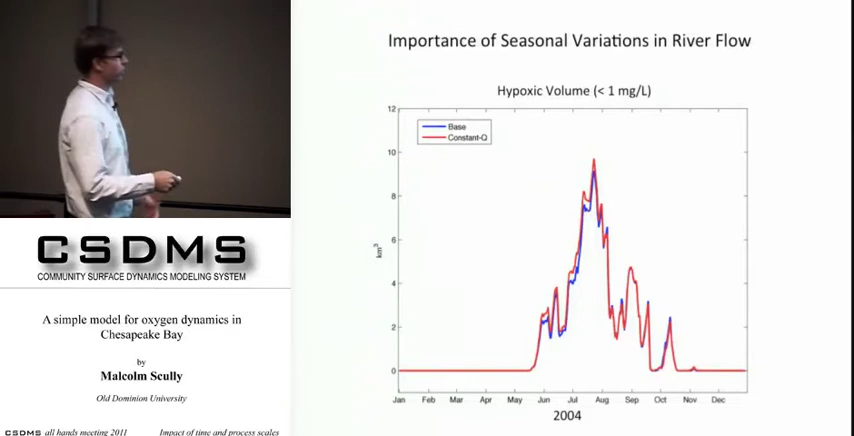 Importance of Seasonal Variations in River Flow
Hypoxic Volume (< 1 mg/L)
12
10
8
6
4
2
0
km³
Base
Constant-Q
Jan Feb Mar Apr May Jun Jul Aug Sep Oct Nov Dec
2004
CSDMS
COMMUNITY SURFACE DYNAMICS MODELING SYSTEM
A simple model for oxygen dynamics in
Chesapeake Bay
by
Malcolm Scully
Old Dominion University
CSDMS all hands meeting 2011 Impact of time and process scales